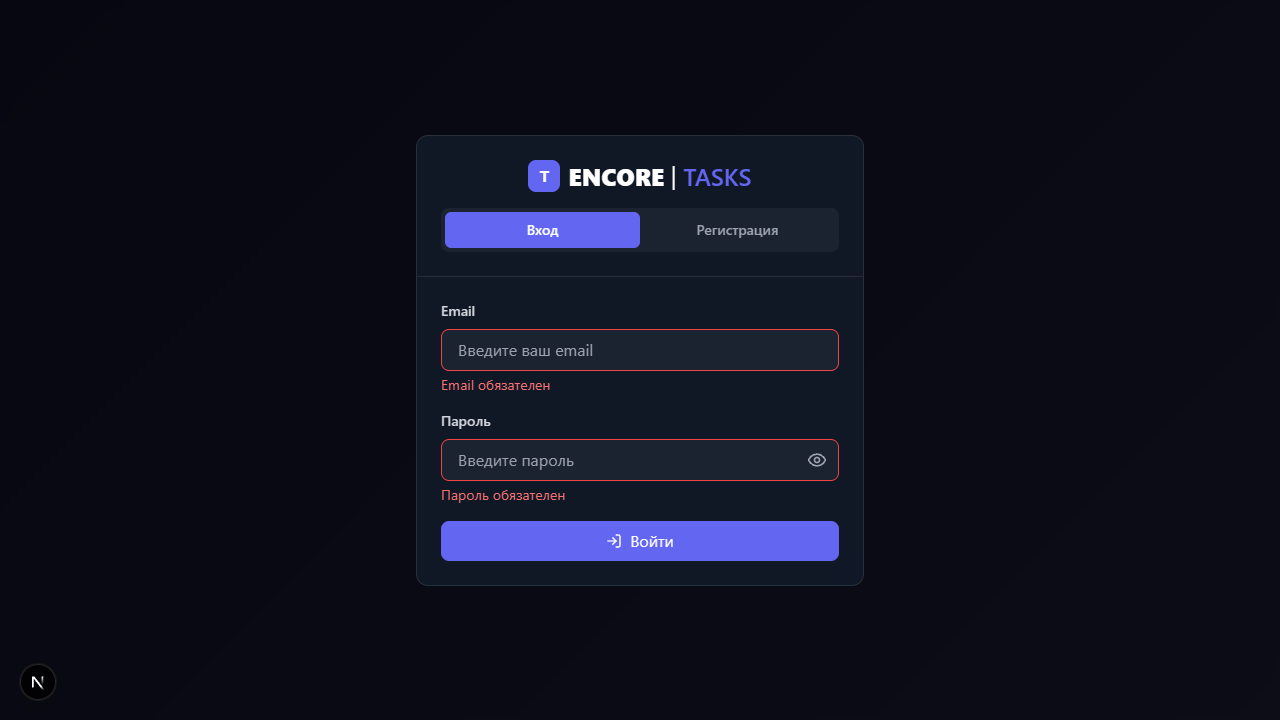 T ENCORE | TASKS
Вход Регистрация
Email
Введите ваш email
Email обязателен
Пароль
Введите пароль
Пароль обязателен
Войти
N